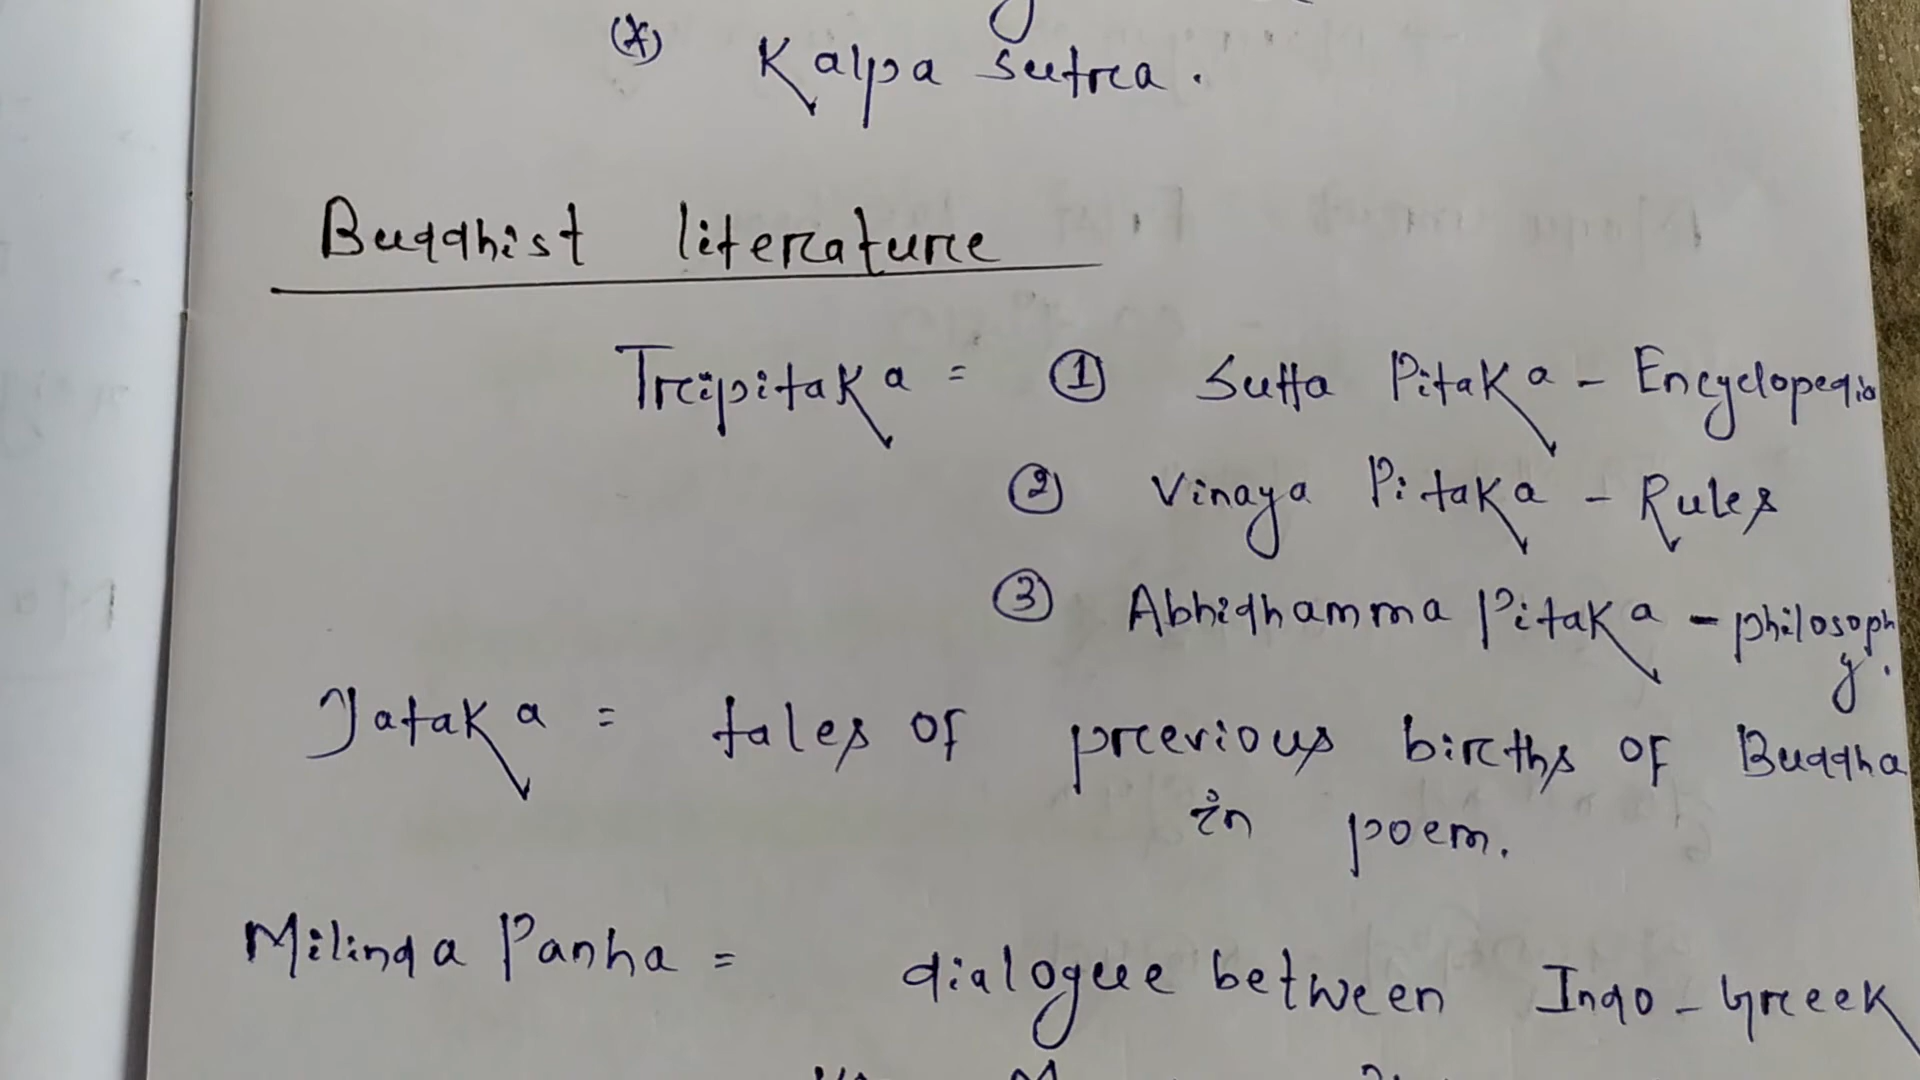 (x) Kalpa Sutra.
Buddhist literature
Tripitaka = ① Sutta Pitaka - Encyclopedia
② Vinaya Pitaka - Rules
③ Abhidhamma Pitaka - philosoph
y.
Jataka = tales of previous births of Buddha
in poem.
Milinda Panha = dialogue between Indo-Greek